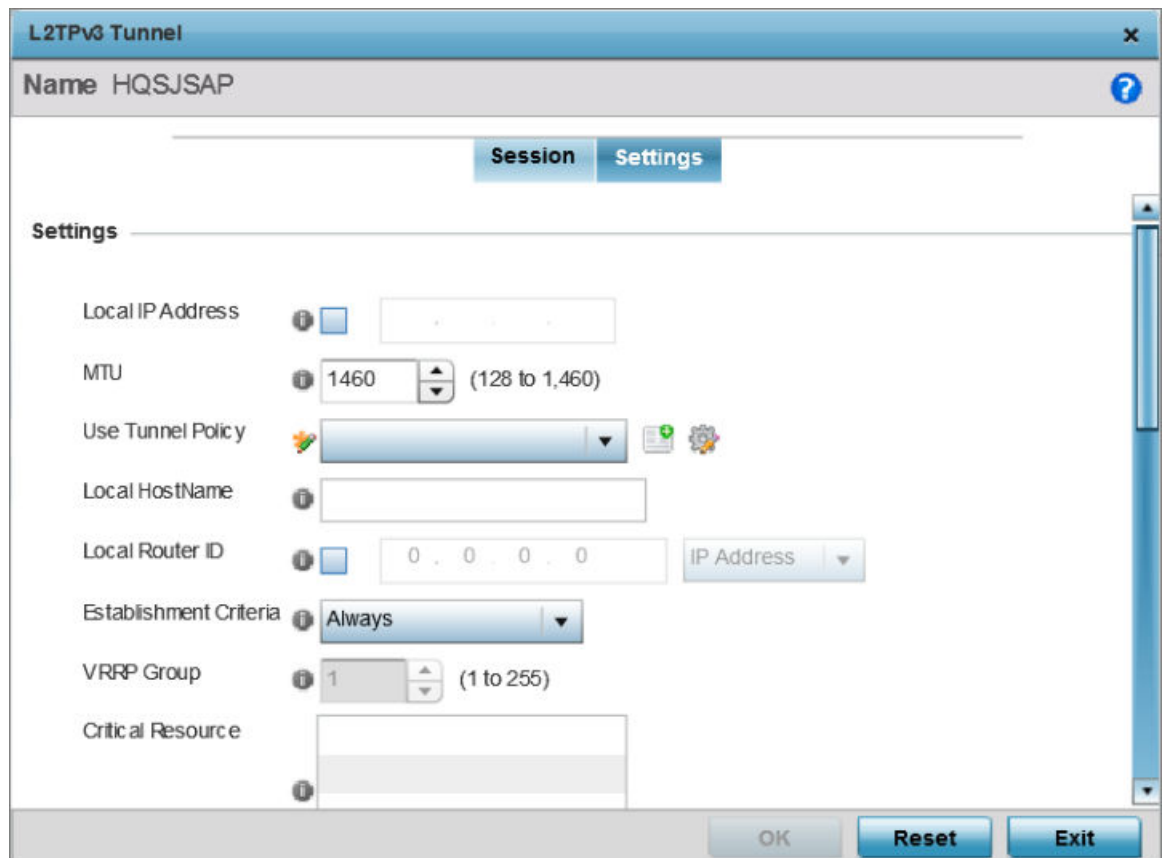 L2TPv3 Tunnel
Name HQSJSAP
Session Settings
Settings
Local IP Address
MTU 1460 (128 to 1,460)
Use Tunnel Policy
Local HostName
Local Router ID 0 . 0 . 0 . 0 IP Address
Establishment Criteria Always
VRRP Group 1 (1 to 255)
Critical Resource
OK Reset Exit